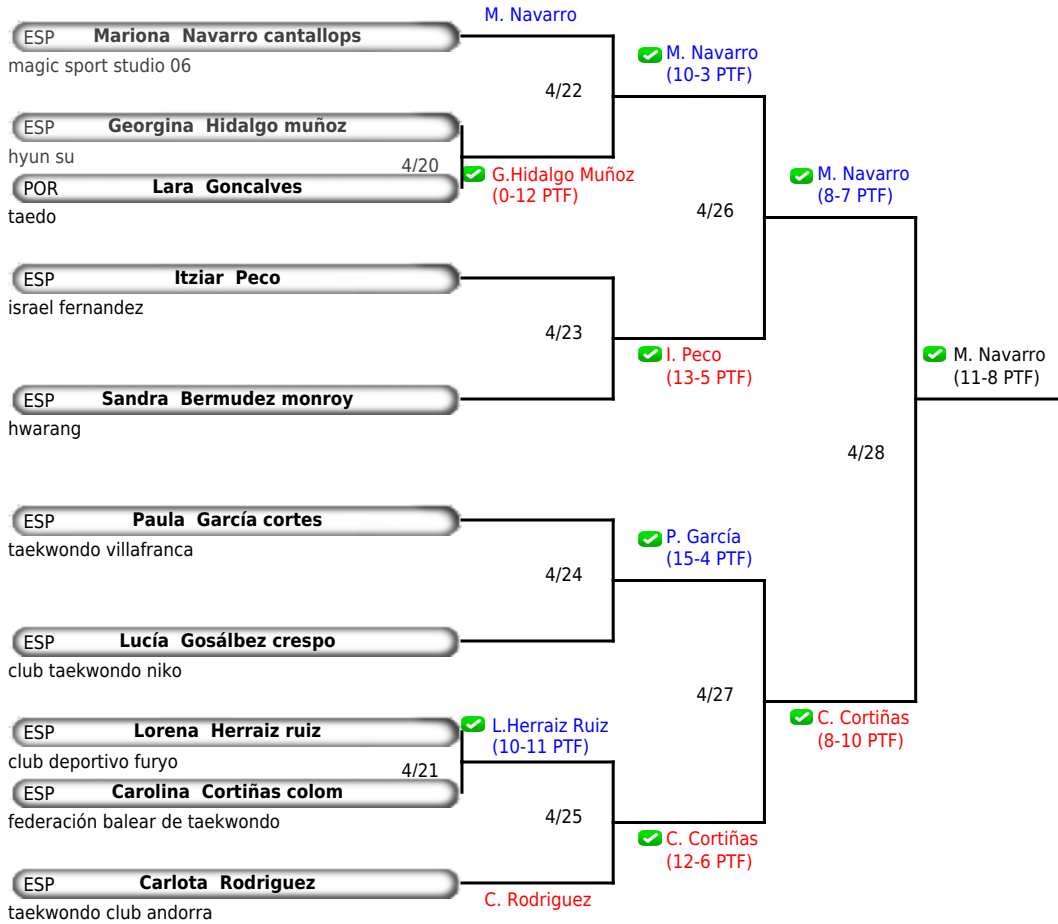 M. Navarro
ESP Mariona Navarro cantallops
magic sport studio 06
M. Navarro
(10-3 PTF)
4/22
ESP Georgina Hidalgo muñoz
hyun su
4/20
G.Hidalgo Muñoz
(0-12 PTF)
POR Lara Goncalves
taedo
M. Navarro
(8-7 PTF)
4/26
ESP Itziar Peco
israel fernandez
4/23
I. Peco
(13-5 PTF)
M. Navarro
(11-8 PTF)
ESP Sandra Bermudez monroy
hwarang
4/28
ESP Paula García cortes
taekwondo villafranca
P. García
(15-4 PTF)
4/24
ESP Lucía Gosálbez crespo
club taekwondo niko
4/27
C. Cortiñas
(8-10 PTF)
ESP Lorena Herraiz ruiz
club deportivo furyo
L.Herraiz Ruiz
(10-11 PTF)
4/21
ESP Carolina Cortiñas colom
federación balear de taekwondo
4/25
C. Cortiñas
(12-6 PTF)
ESP Carlota Rodriguez
taekwondo club andorra
C. Rodriguez